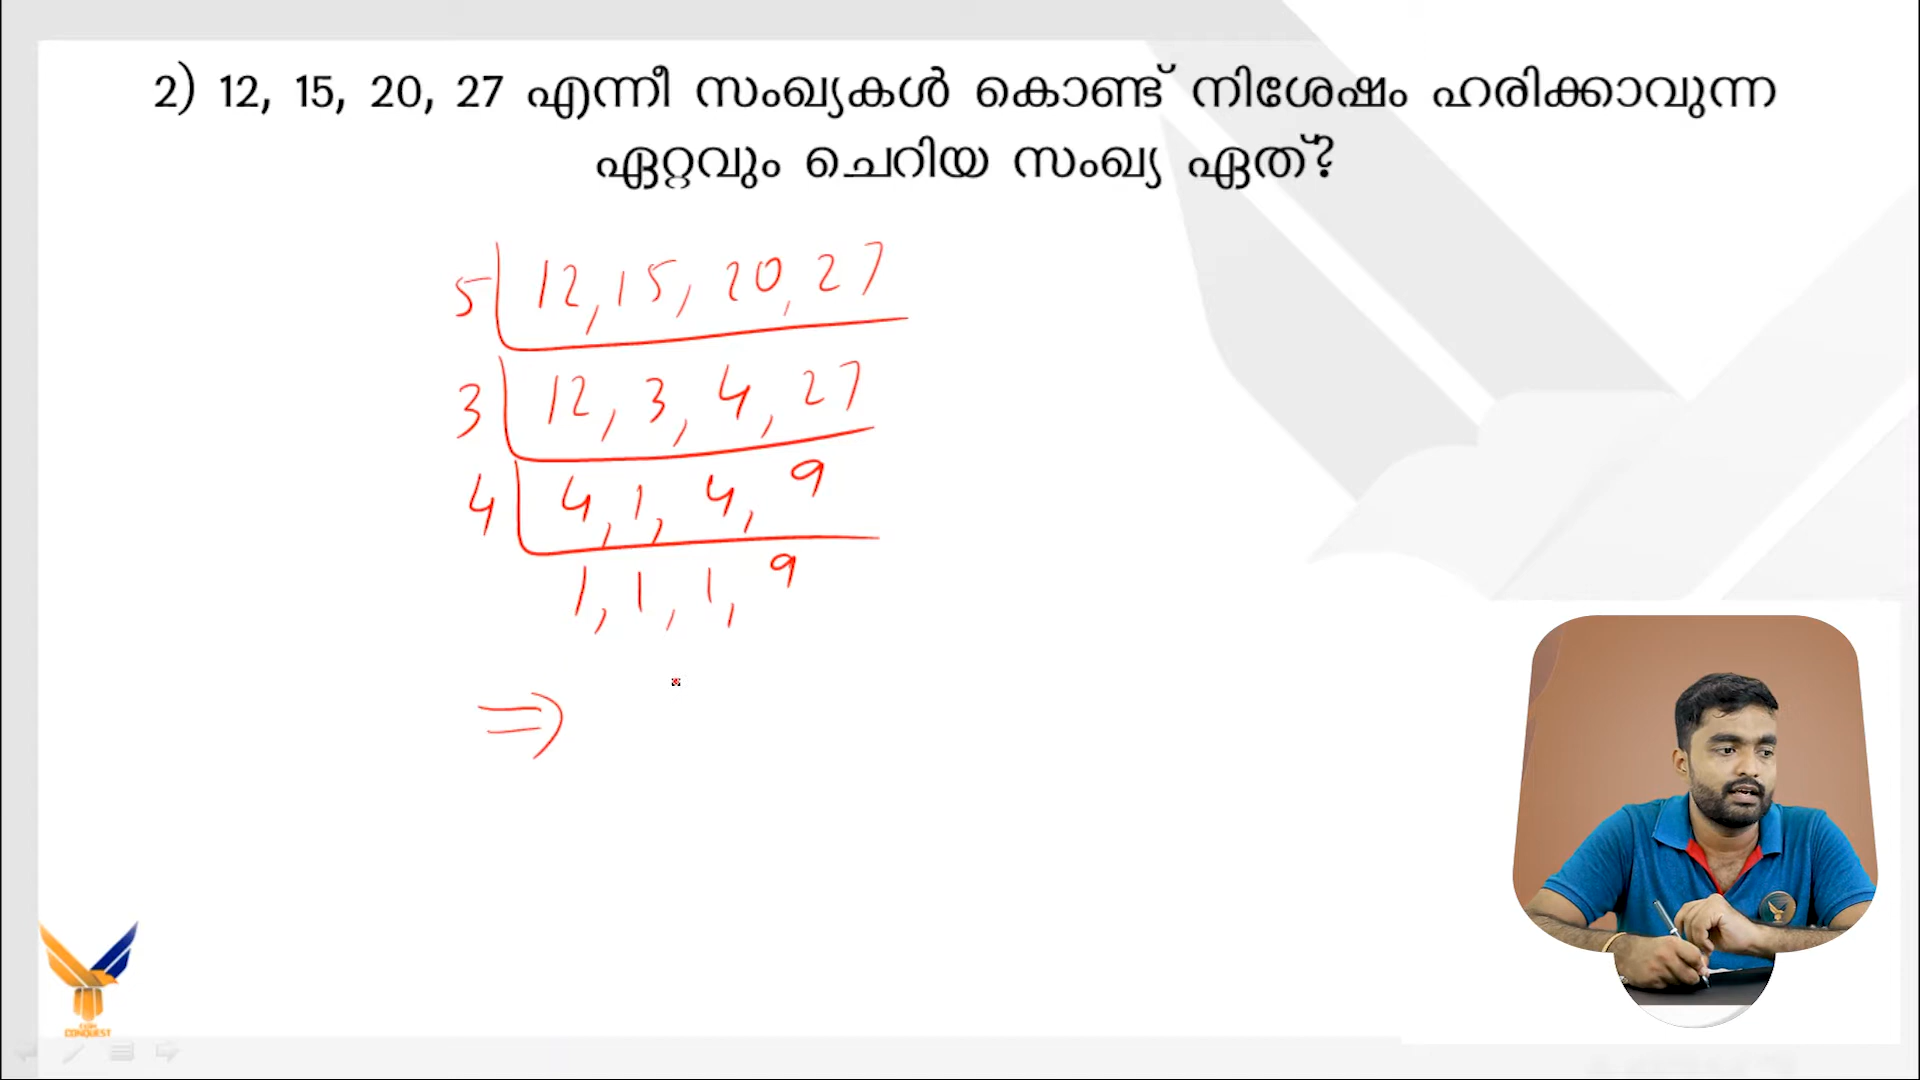 2) 12, 15, 20, 27 എന്നീ സംഖ്യകൾ കൊണ്ട് നിശേഷം ഹരിക്കാവുന്ന
ഏറ്റവും ചെറിയ സംഖ്യ ഏത്?
5 12, 15, 20, 27
3 12, 3, 4, 27
4 4, 1, 4, 9
1, 1, 1, 9
⇒
CONQUEST